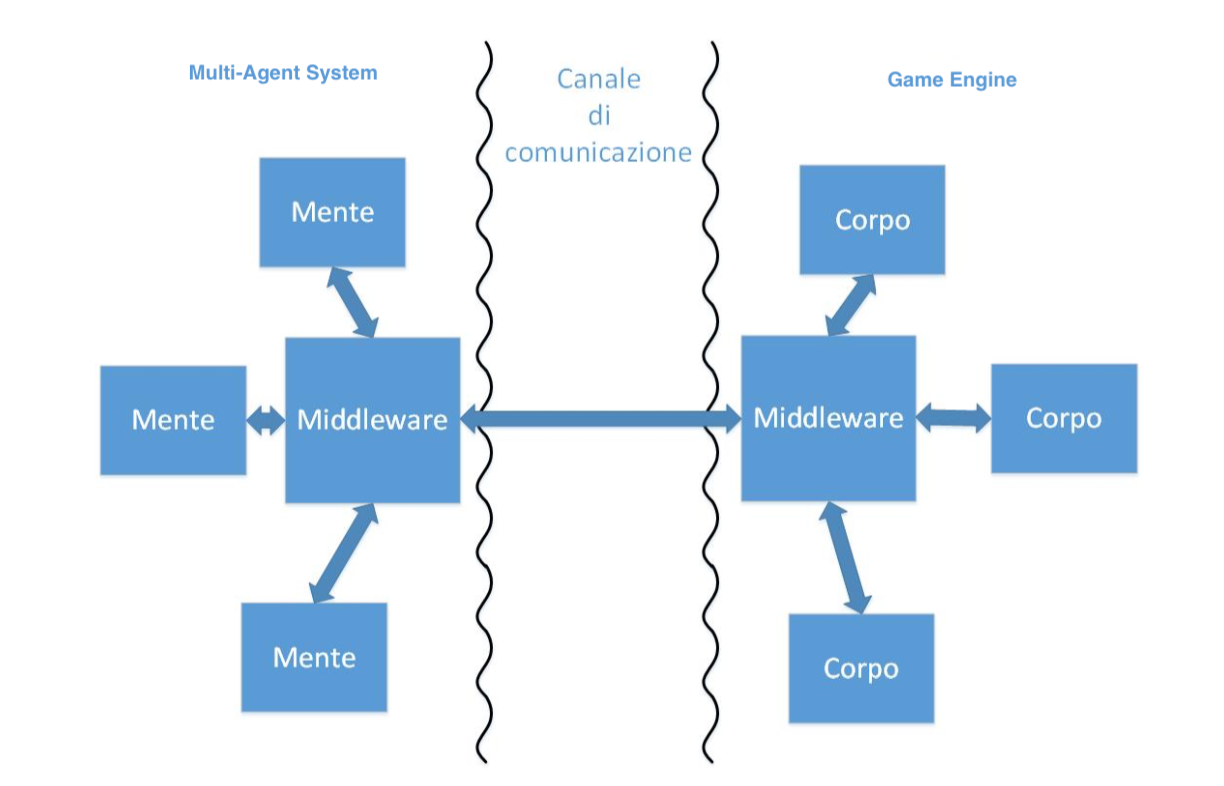 Multi-Agent System
Canale
di
comunicazione
Game Engine
Mente
Corpo
Mente
Middleware
Middleware
Corpo
Mente
Corpo